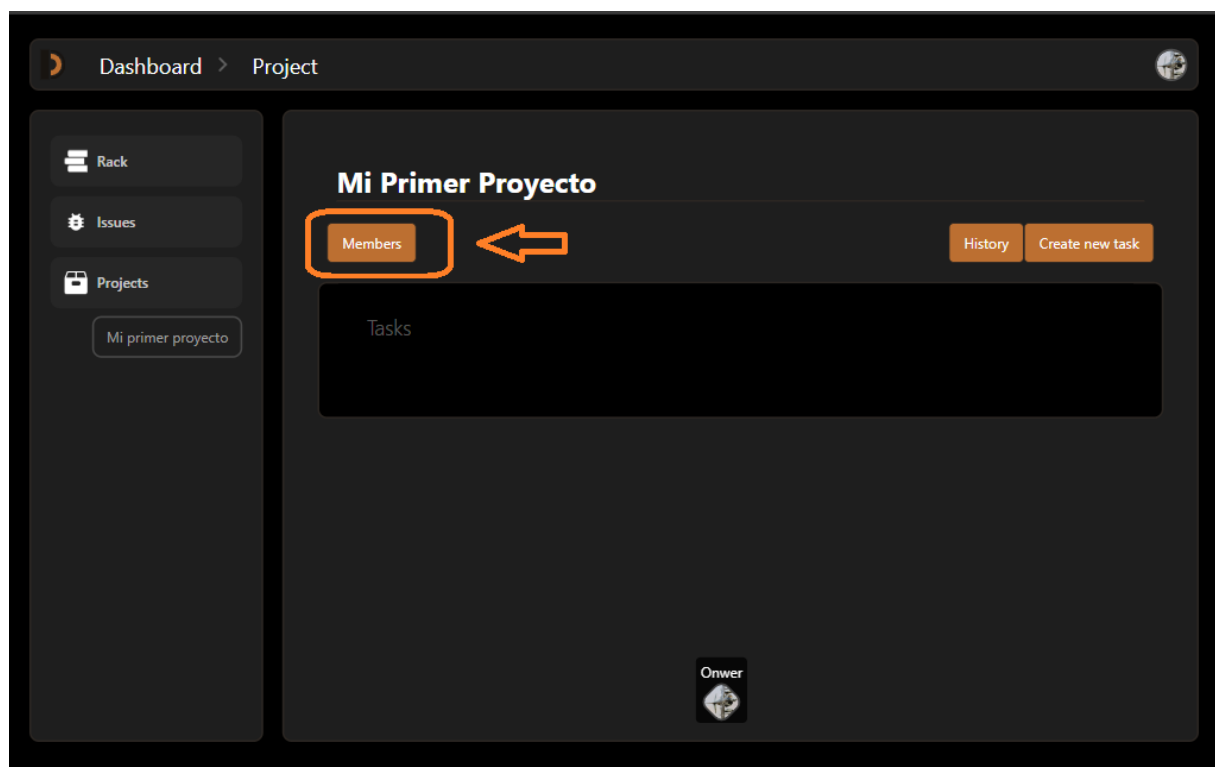 Dashboard > Project
Rack
Issues
Projects
Mi primer proyecto
Mi Primer Proyecto
Members
History
Create new task
Tasks
Onwer